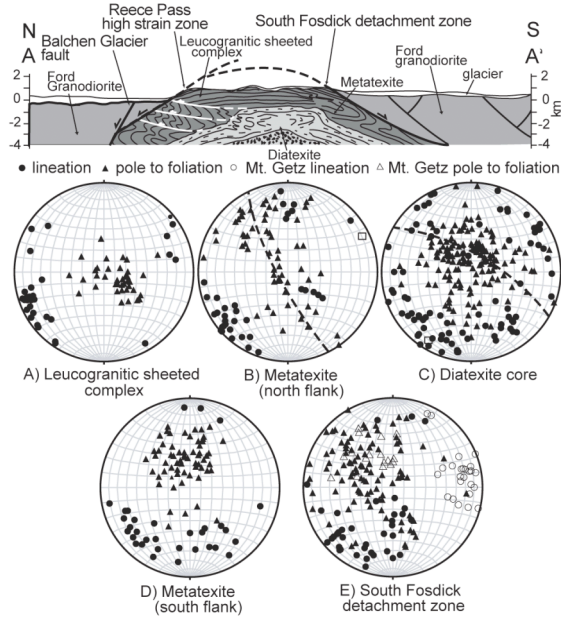 N
A
Reece Pass
high strain zone
South Fosdick detachment zone
S
A'
Balchen Glacier
fault
Leucogranitic sheeted
complex
Ford
granodiorite
glacier
Ford
Granodiorite
Metatexite
2
0
-2
-4
2
0
-2
-4
km
Diatexite
● lineation ▲ pole to foliation ○ Mt. Getz lineation △ Mt. Getz pole to foliation
A) Leucogranitic sheeted
complex
B) Metatexite
(north flank)
C) Diatexite core
D) Metatexite
(south flank)
E) South Fosdick
detachment zone